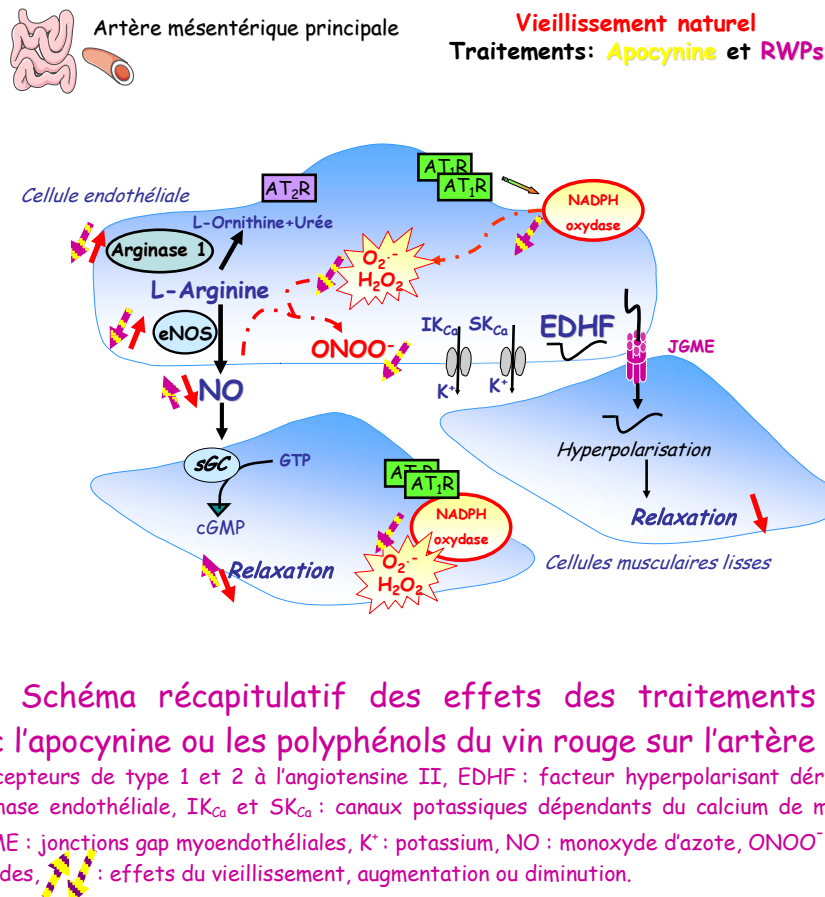 Artère mésentérique principale
Vieillissement naturel
Traitements: Apocynine et RWPs
Cellule endothéliale
AT₂R
AT₁R
AT₁R
NADPH
oxydase
L-Ornithine+Urée
Arginase 1
O₂·⁻
H₂O₂
L-Arginine
eNOS
ONOO⁻
IKCa SKCa
EDHF
JGME
K⁺ K⁺
NO
sGC
GTP
cGMP
Relaxation
AT₁R
NADPH
oxydase
O₂·⁻
H₂O₂
Hyperpolarisation
Relaxation
Cellules musculaires lisses
Schéma récapitulatif des effets des traitements
c l'apocynine ou les polyphénols du vin rouge sur l'artère
cepteurs de type 1 et 2 à l'angiotensine II, EDHF : facteur hyperpolarisant dér
nase endothéliale, IKCa et SKCa : canaux potassiques dépendants du calcium de m
ME : jonctions gap myoendothéliales, K⁺ : potassium, NO : monoxyde d'azote, ONOO⁻
des, : effets du vieillissement, augmentation ou diminution.